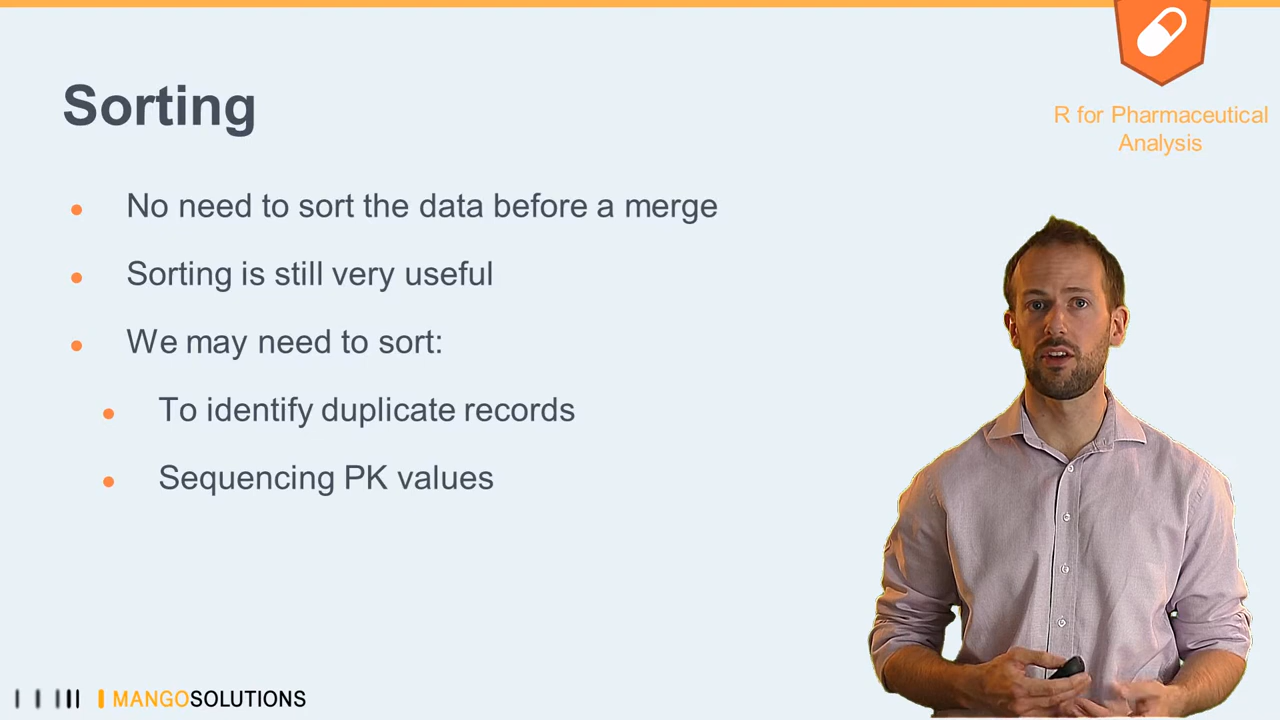 Sorting
R for Pharmaceutical
Analysis
No need to sort the data before a merge
Sorting is still very useful
We may need to sort:
To identify duplicate records
Sequencing PK values
MANGOSOLUTIONS